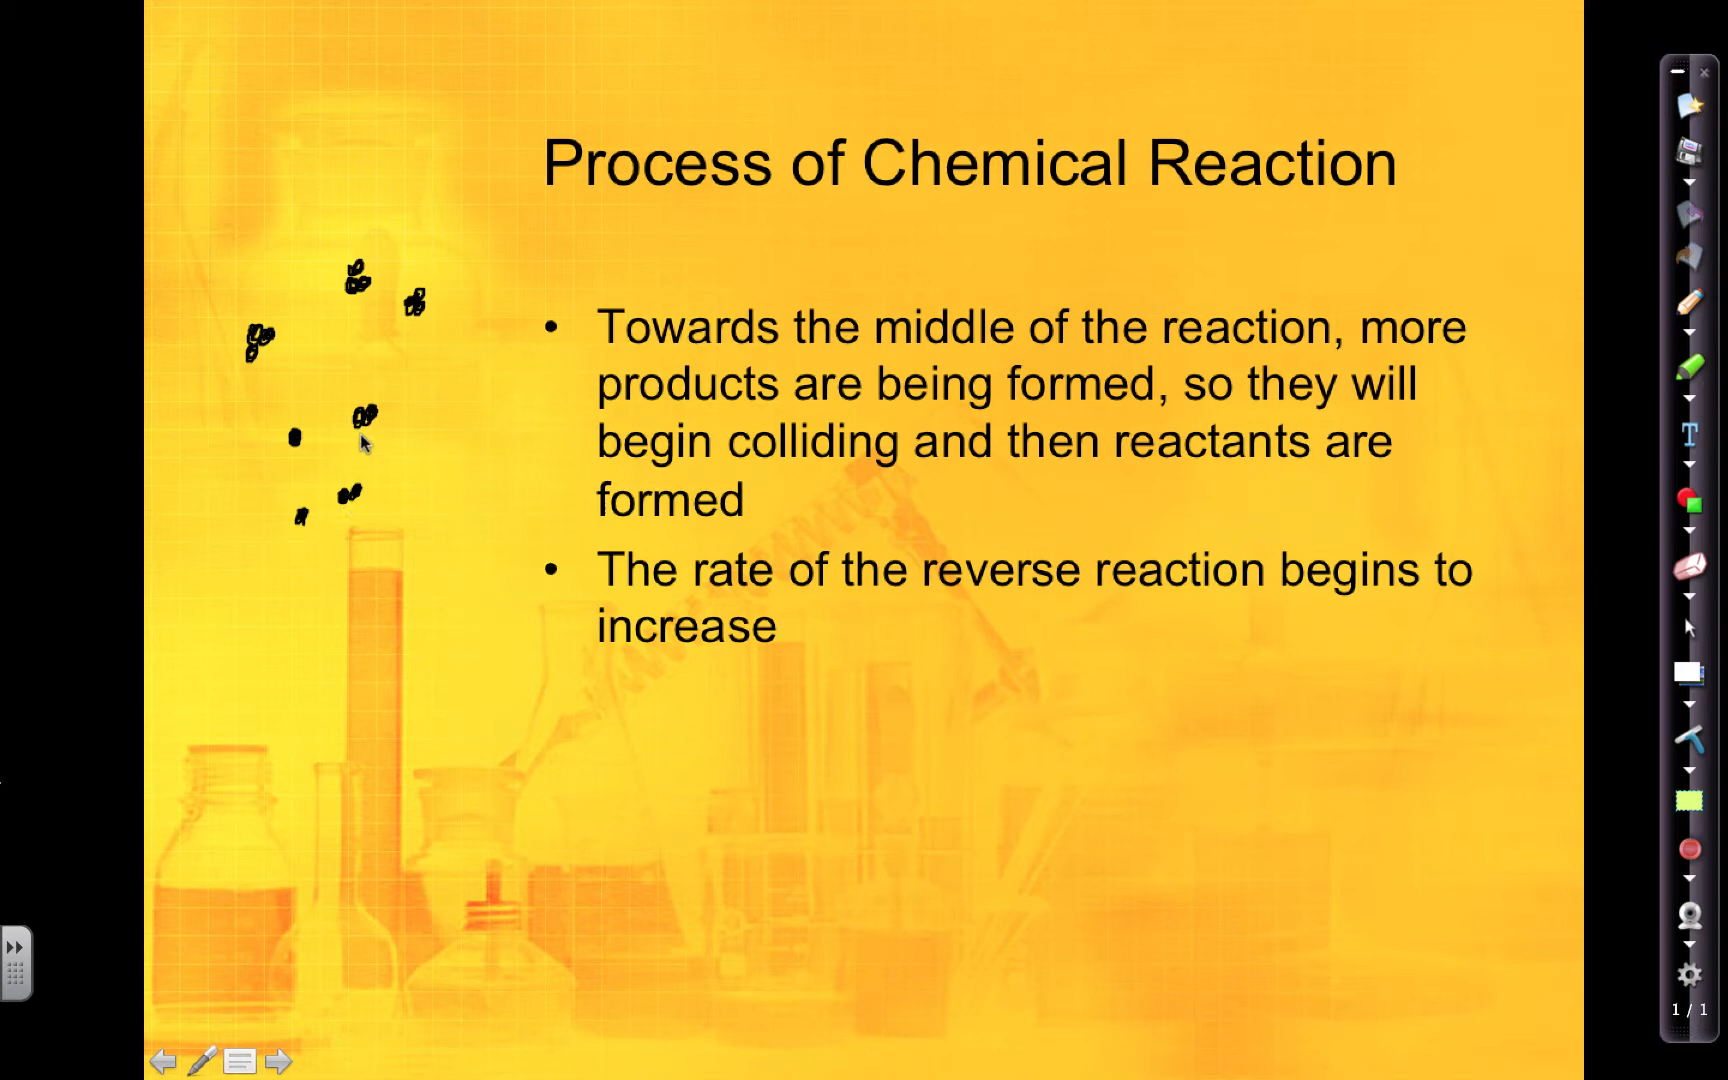 Process of Chemical Reaction
• Towards the middle of the reaction, more
products are being formed, so they will
begin colliding and then reactants are
formed
• The rate of the reverse reaction begins to
increase
1 / 1